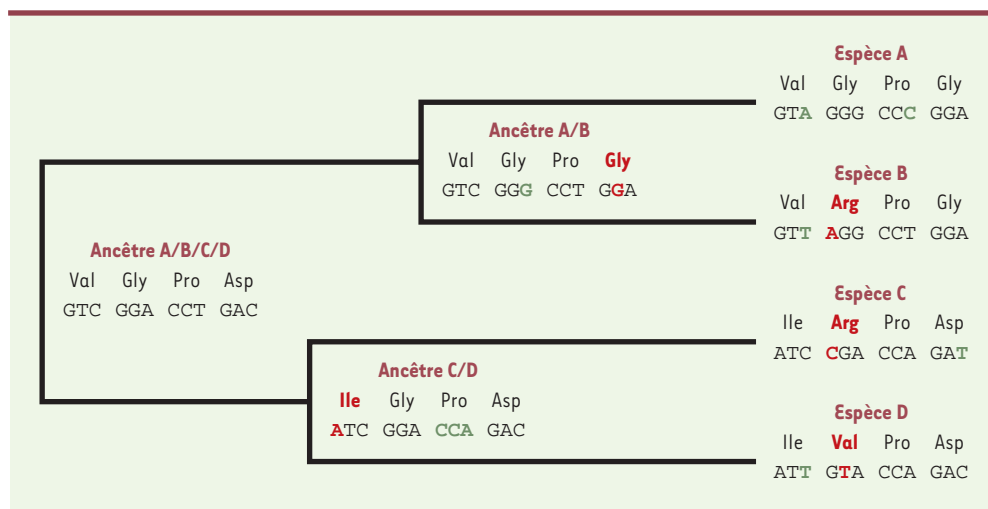 Espèce A
Val Gly Pro Gly
GTA GGG CCC GGA
Ancêtre A/B
Val Gly Pro Gly
GTC GGG CCT GGA
Espèce B
Val Arg Pro Gly
GTT AGG CCT GGA
Ancêtre A/B/C/D
Val Gly Pro Asp
GTC GGA CCT GAC
Espèce C
Ile Arg Pro Asp
ATC CGA CCA GAT
Ancêtre C/D
Ile Gly Pro Asp
ATC GGA CCA GAC
Espèce D
Ile Val Pro Asp
ATT GTA CCA GAC